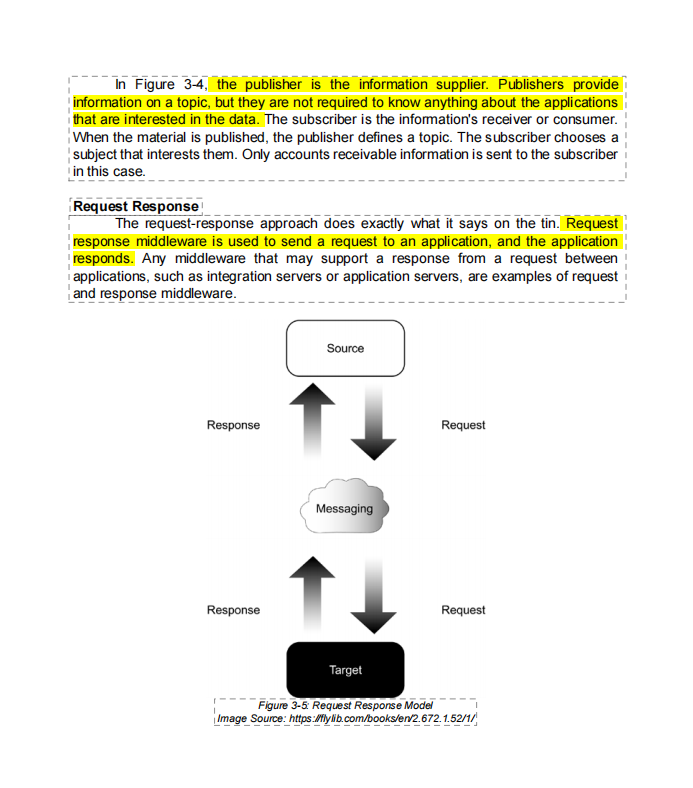 In Figure 3-4, the publisher is the information supplier. Publishers provide
information on a topic, but they are not required to know anything about the applications
that are interested in the data. The subscriber is the information's receiver or consumer.
When the material is published, the publisher defines a topic. The subscriber chooses a
subject that interests them. Only accounts receivable information is sent to the subscriber
in this case.
Request Response
The request-response approach does exactly what it says on the tin. Request
response middleware is used to send a request to an application, and the application
responds. Any middleware that may support a response from a request between
applications, such as integration servers or application servers, are examples of request
and response middleware.
Source
Response
Request
Messaging
Response
Request
Target
Figure 3-5: Request Response Model
Image Source: https://flylib.com/books/en/2.672.1.52/1/